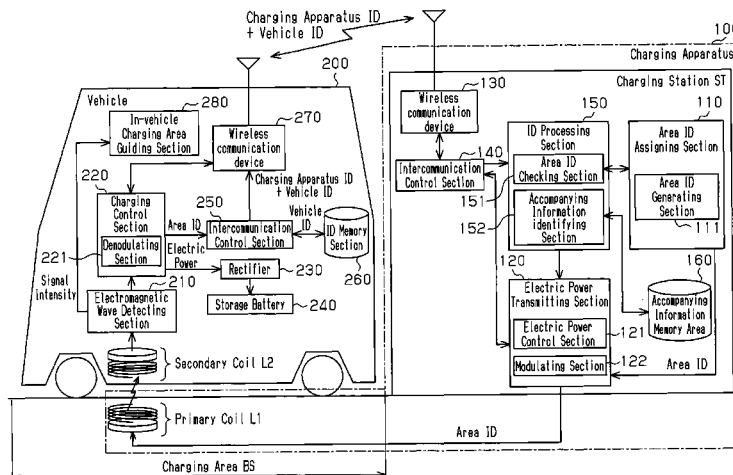 Charging Apparatus ID
+ Vehicle ID
100
Charging Apparatus
200
Vehicle
280
In-vehicle
Charging Area
Guiding Section
270
Wireless
communication
device
130
Wireless
communication
device
Charging Station ST
150
ID Processing
Section
Area ID
Checking Section
151
Accompanying
Information
identifying
Section
152
110
Area ID
Assigning Section
Area ID
Generating
Section
111
140
Intercommunication
Control Section
220
Charging
Control
Section
Demodulating
Section
221
Charging Apparatus ID
+ Vehicle ID
250
Area ID
Intercommunication
Control Section
Vehicle
ID
ID Memory
Section
260
Electric
Power
Rectifier
230
Storage Battery
240
Signal
intensity
210
Electromagnetic
Wave Detecting
Section
120
Electric Power
Transmitting Section
Electric Power
Control Section
121
Modulating Section
122
160
Accompanying
Information
Memory Area
Area ID
Secondary Coil L2
Primary Coil L1
Area ID
Charging Area BS